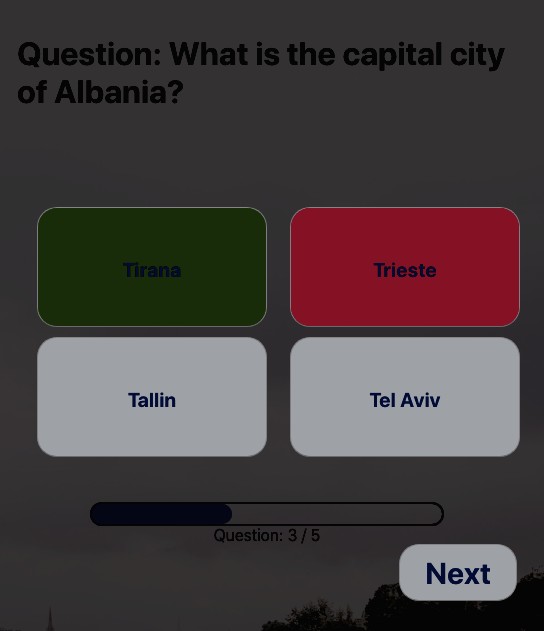 Question: What is the capital city
of Albania?
Tirana
Trieste
Tallin
Tel Aviv
Question: 3 / 5
Next